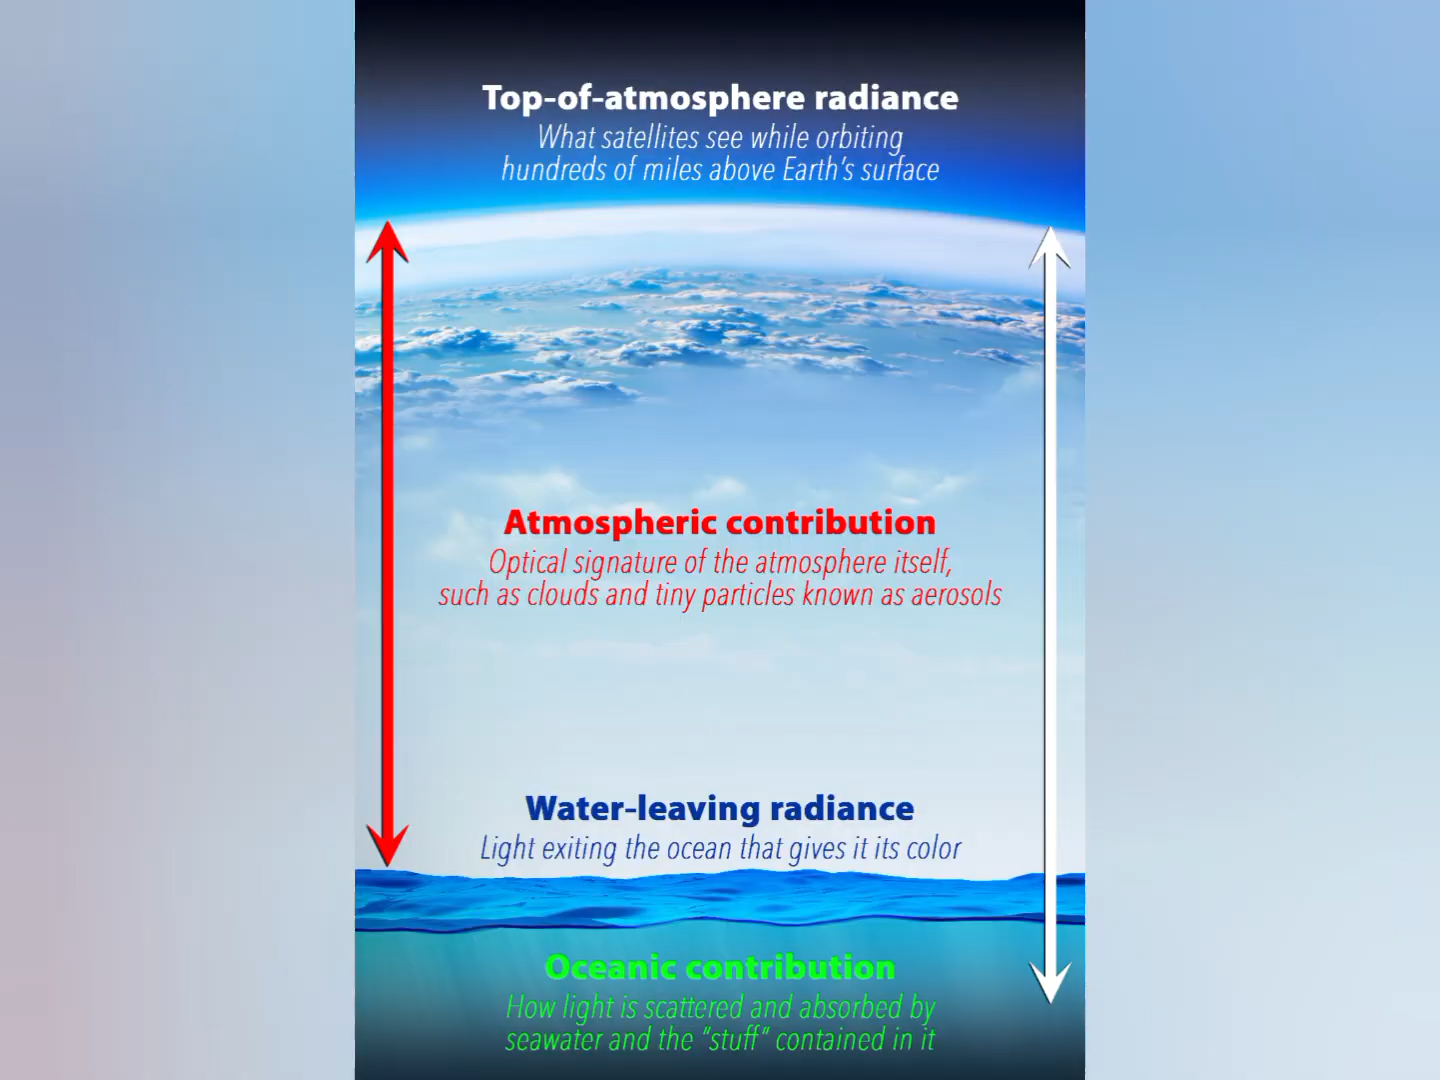 Top-of-atmosphere radiance
What satellites see while orbiting
hundreds of miles above Earth's surface
Atmospheric contribution
Optical signature of the atmosphere itself,
such as clouds and tiny particles known as aerosols
Water-leaving radiance
Light exiting the ocean that gives it its color
Oceanic contribution
How light is scattered and absorbed by
seawater and the "stuff" contained in it